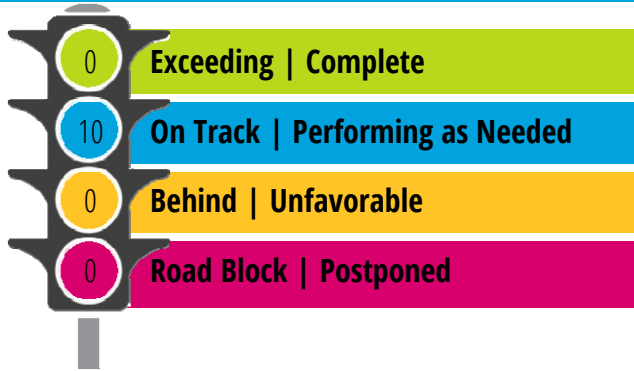 0 Exceeding | Complete
10 On Track | Performing as Needed
0 Behind | Unfavorable
0 Road Block | Postponed